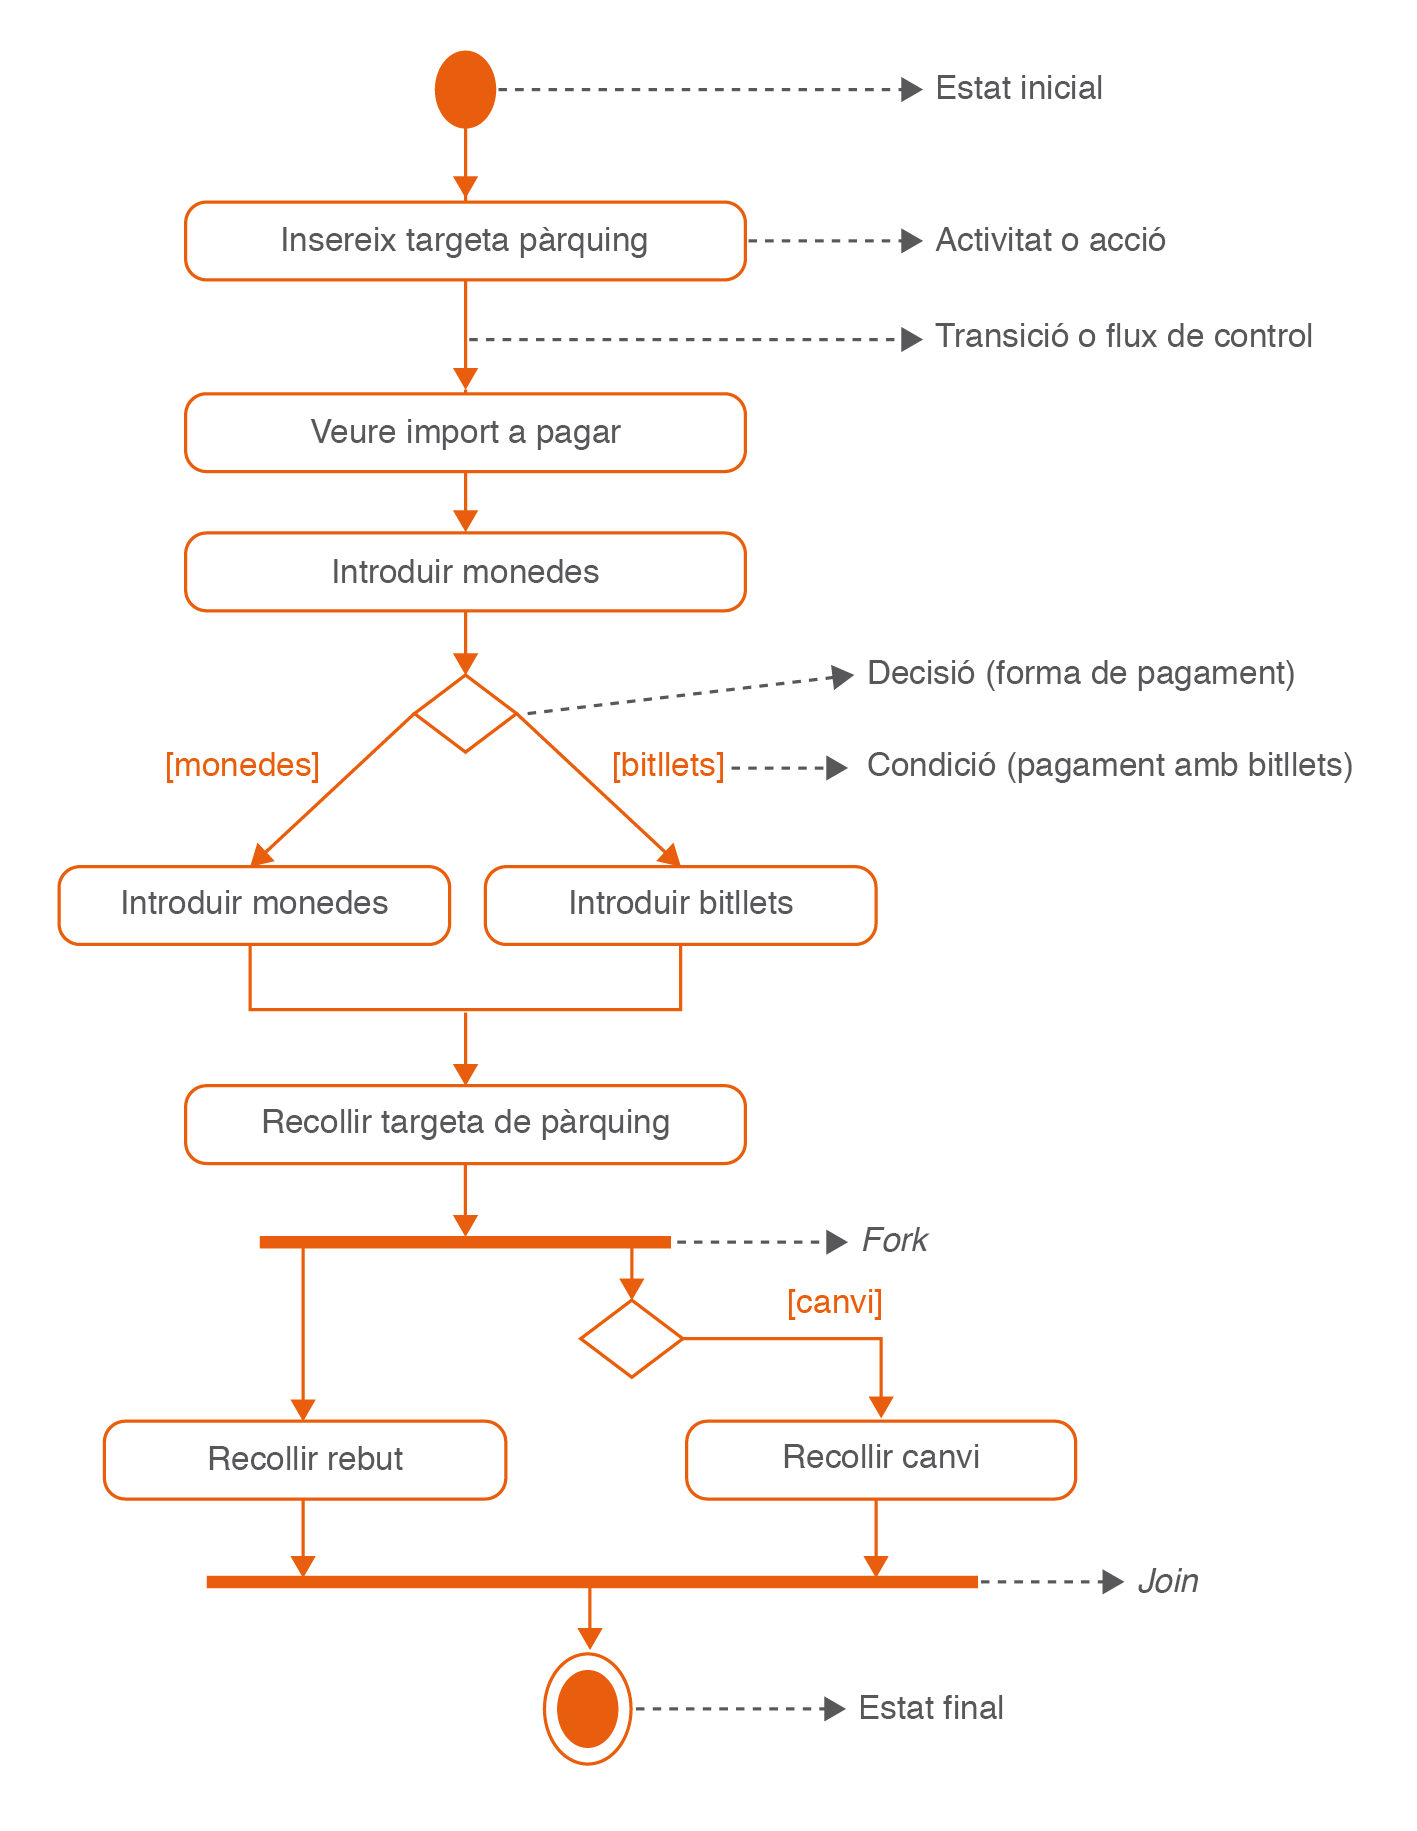 Estat inicial
Insereix targeta pàrquing
Activitat o acció
Transició o flux de control
Veure import a pagar
Introduir monedes
Decisió (forma de pagament)
[monedes]
[bitllets]
Condició (pagament amb bitllets)
Introduir monedes
Introduir bitllets
Recollir targeta de pàrquing
Fork
[canvi]
Recollir rebut
Recollir canvi
Join
Estat final